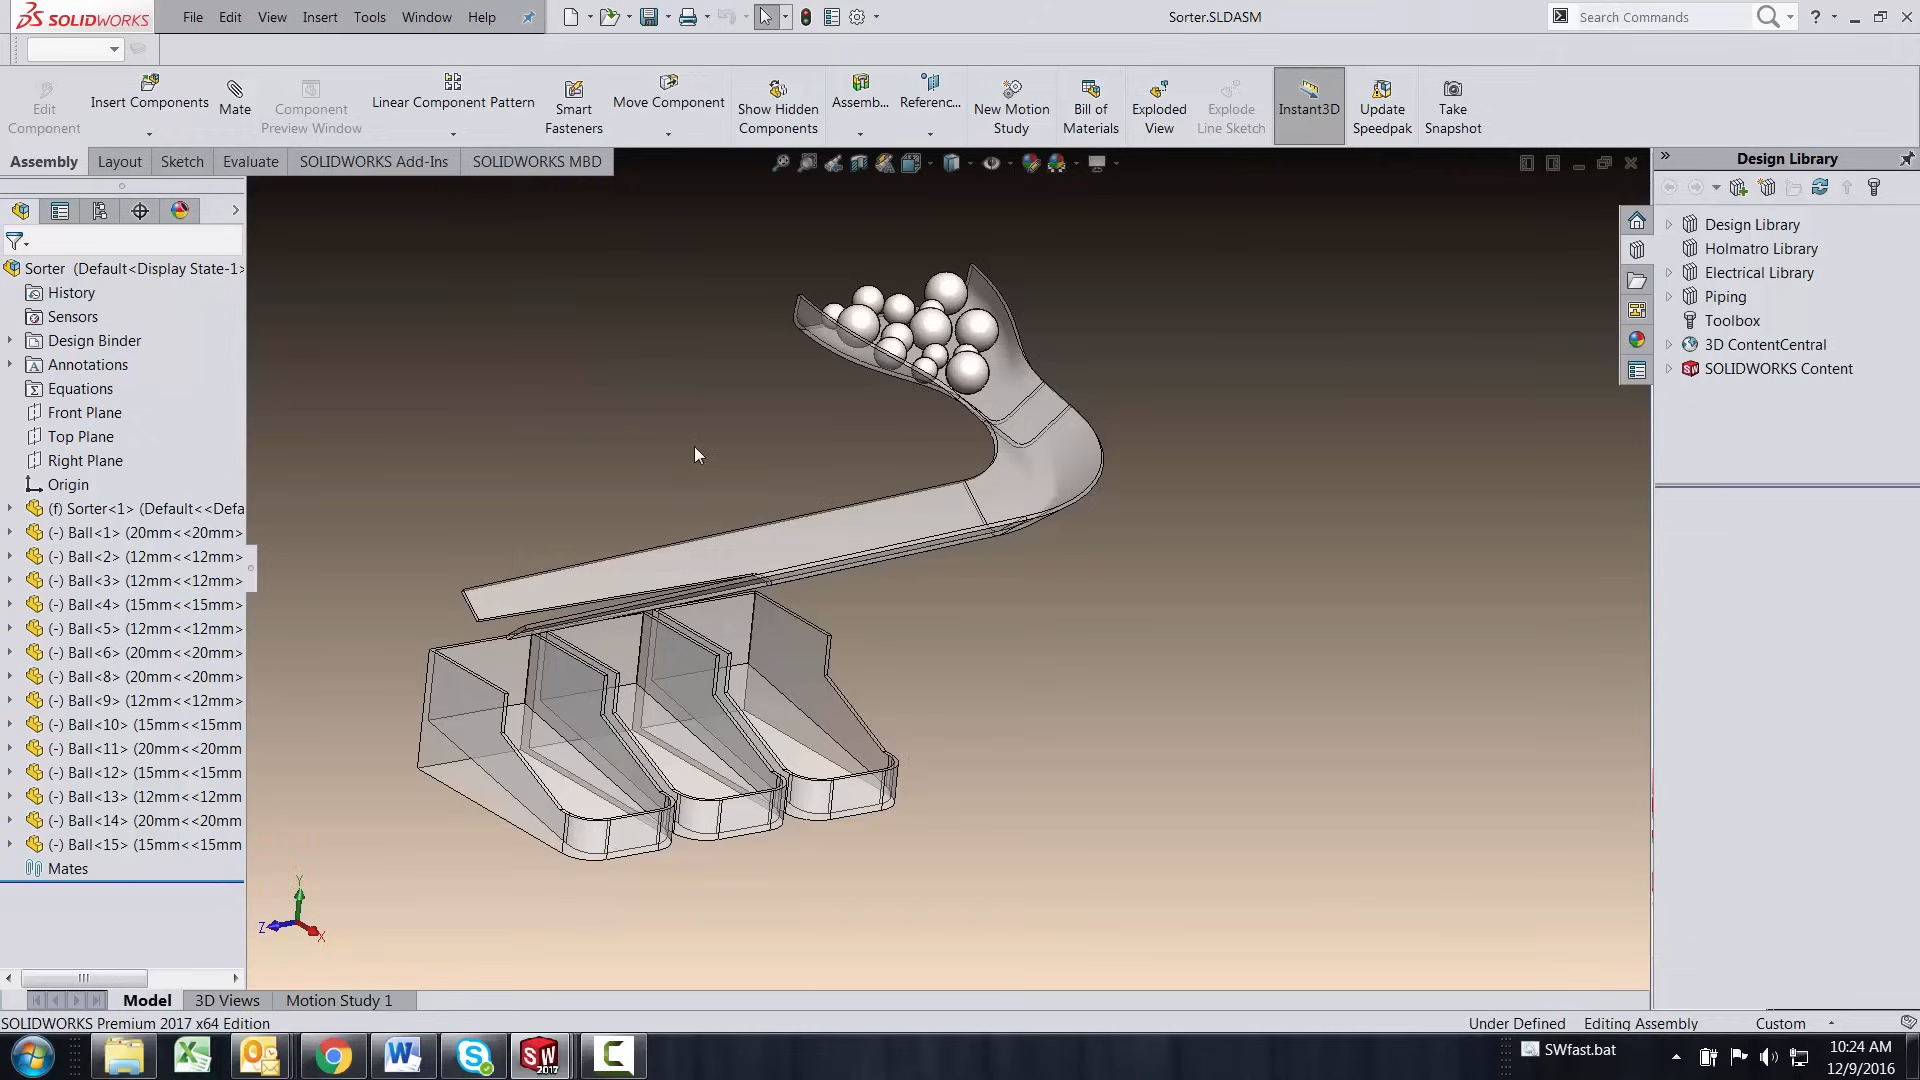 SOLIDWORKS File Edit View Insert Tools Window Help Sorter.SLDASM Search Commands ?
Edit Component
Insert Components
Mate
Component Preview Window
Linear Component Pattern
Smart Fasteners
Move Component
Show Hidden Components
Assemb...
Referenc...
New Motion Study
Bill of Materials
Exploded View
Explode Line Sketch
Instant3D
Update Speedpak
Take Snapshot
Assembly Layout Sketch Evaluate SOLIDWORKS Add-Ins SOLIDWORKS MBD
Sorter (Default<Display State-1>
History
Sensors
Design Binder
Annotations
Equations
Front Plane
Top Plane
Right Plane
Origin
(f) Sorter<1> (Default<<Defa
(-) Ball<1> (20mm<<20mm>
(-) Ball<2> (12mm<<12mm>
(-) Ball<3> (12mm<<12mm>
(-) Ball<4> (15mm<<15mm>
(-) Ball<5> (12mm<<12mm>
(-) Ball<6> (20mm<<20mm>
(-) Ball<8> (20mm<<20mm>
(-) Ball<9> (12mm<<12mm>
(-) Ball<10> (15mm<<15mm
(-) Ball<11> (20mm<<20mm
(-) Ball<12> (15mm<<15mm
(-) Ball<13> (12mm<<12mm
(-) Ball<14> (20mm<<20mm
(-) Ball<15> (15mm<<15mm
Mates
Y
Z
X
Design Library
Design Library
Holmatro Library
Electrical Library
Piping
Toolbox
3D ContentCentral
SOLIDWORKS Content
Model 3D Views Motion Study 1
SOLIDWORKS Premium 2017 x64 Edition Under Defined Editing Assembly Custom
SW 2017
SWfast.bat
10:24 AM
12/9/2016